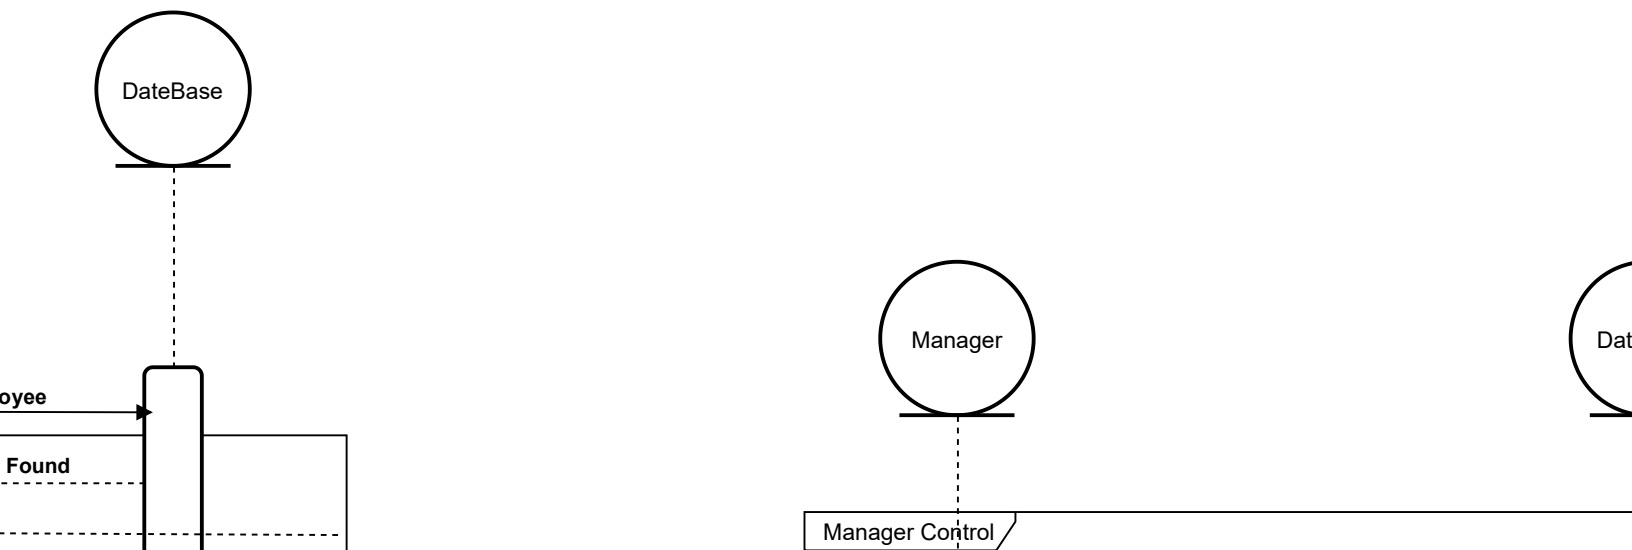 DateBase
Manager
Dat
oyee
Found
Manager Control